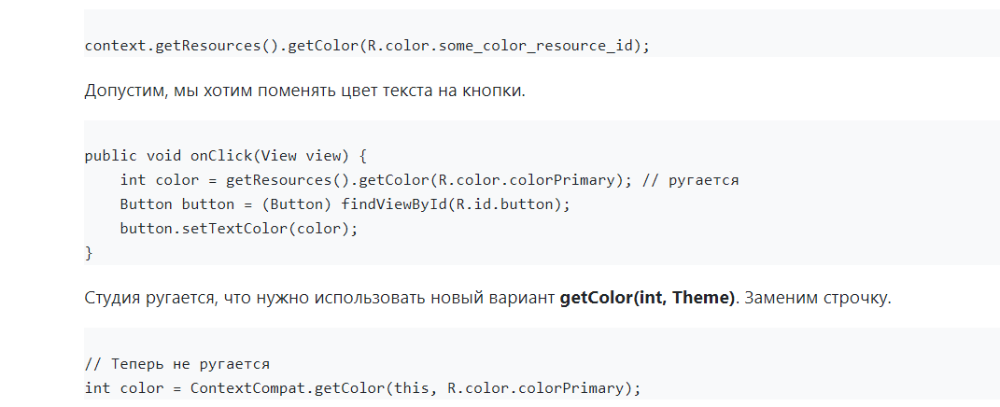 context.getResources().getColor(R.color.some_color_resource_id);
Допустим, мы хотим поменять цвет текста на кнопки.
public void onClick(View view) {
    int color = getResources().getColor(R.color.colorPrimary); // ругается
    Button button = (Button) findViewById(R.id.button);
    button.setTextColor(color);
}
Студия ругается, что нужно использовать новый вариант getColor(int, Theme). Заменим строчку.
// Теперь не ругается
int color = ContextCompat.getColor(this, R.color.colorPrimary);